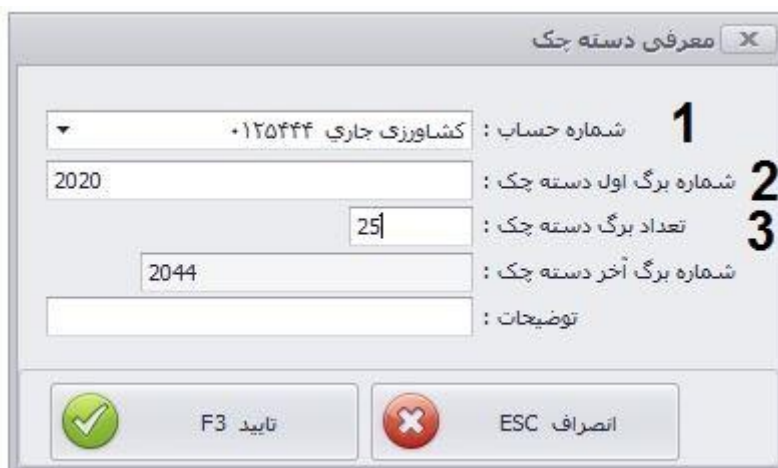 معرفی دسته چک
شماره حساب : کشاورزی جاري ۰۱۲۵۴۴۴ 1
شماره برگ اول دسته چک : 2020 2
تعداد برگ دسته چک : 25 3
شماره برگ آخر دسته چک : 2044
توضیحات :
انصراف ESC
تایید F3